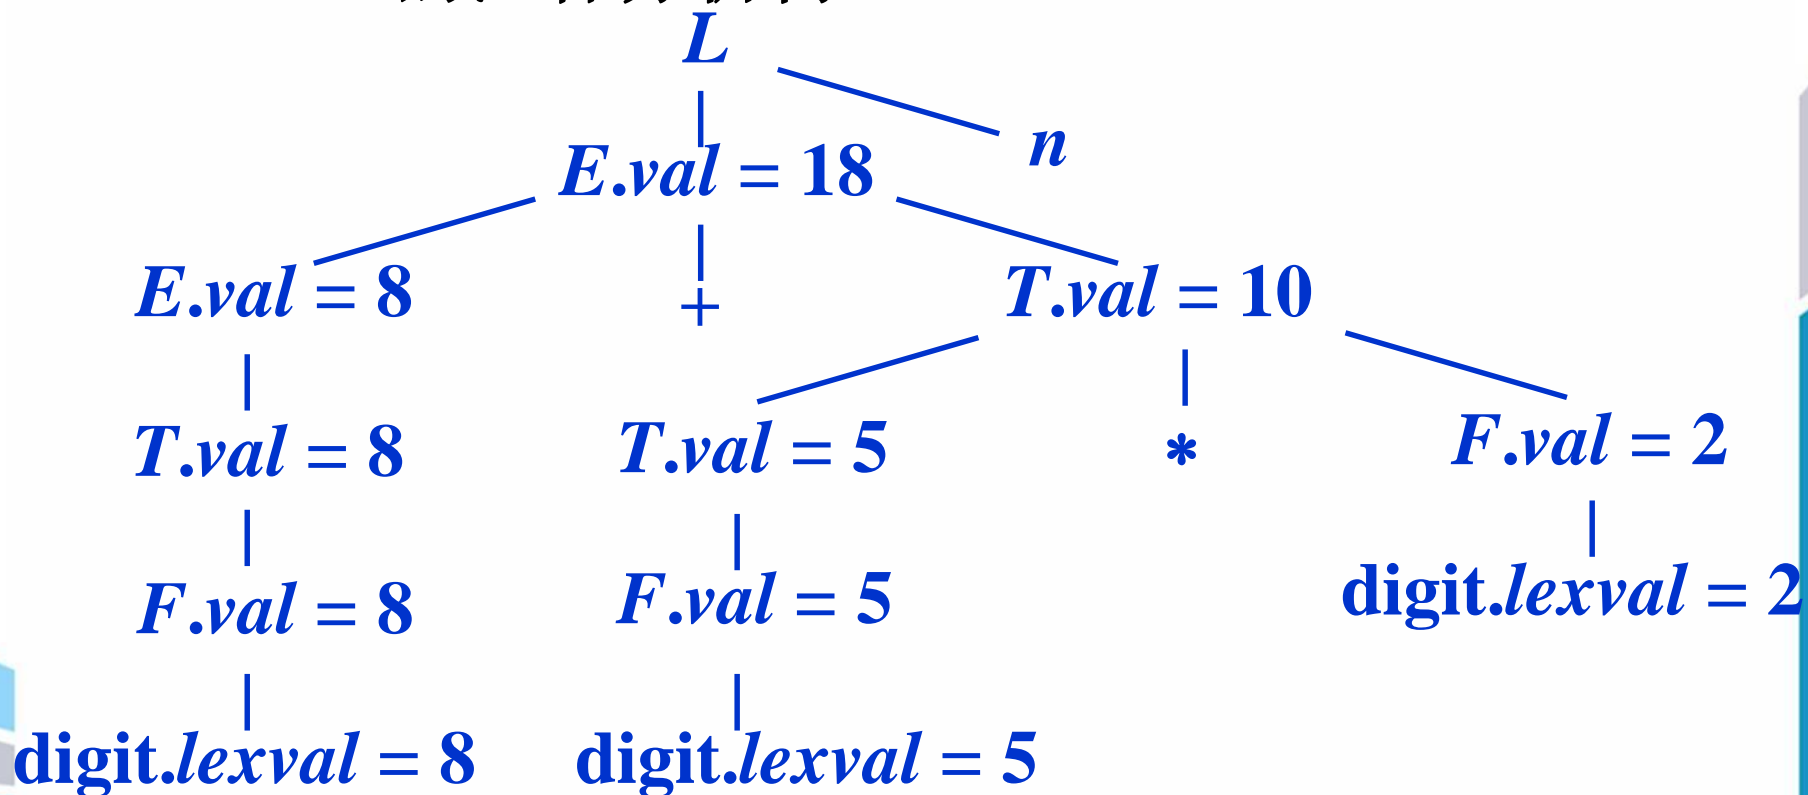 L
n
E.val = 18
E.val = 8
+
T.val = 10
T.val = 8
T.val = 5
*
F.val = 2
F.val = 8
F.val = 5
digit.lexval = 2
digit.lexval = 8
digit.lexval = 5